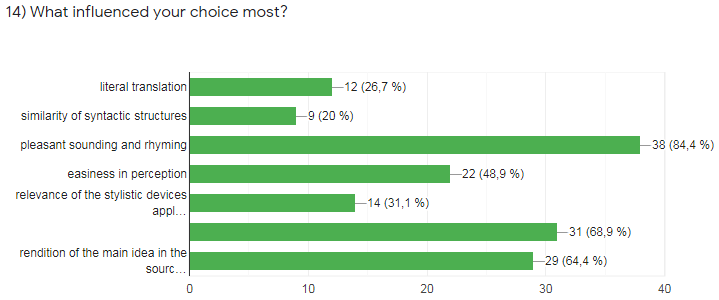 14) What influenced your choice most?
literal translation
12 (26,7 %)
similarity of syntactic structures
9 (20 %)
pleasant sounding and rhyming
38 (84,4 %)
easiness in perception
22 (48,9 %)
relevance of the stylistic devices
appl...
14 (31,1 %)
31 (68,9 %)
rendition of the main idea in the
sourc...
29 (64,4 %)
0 10 20 30 40